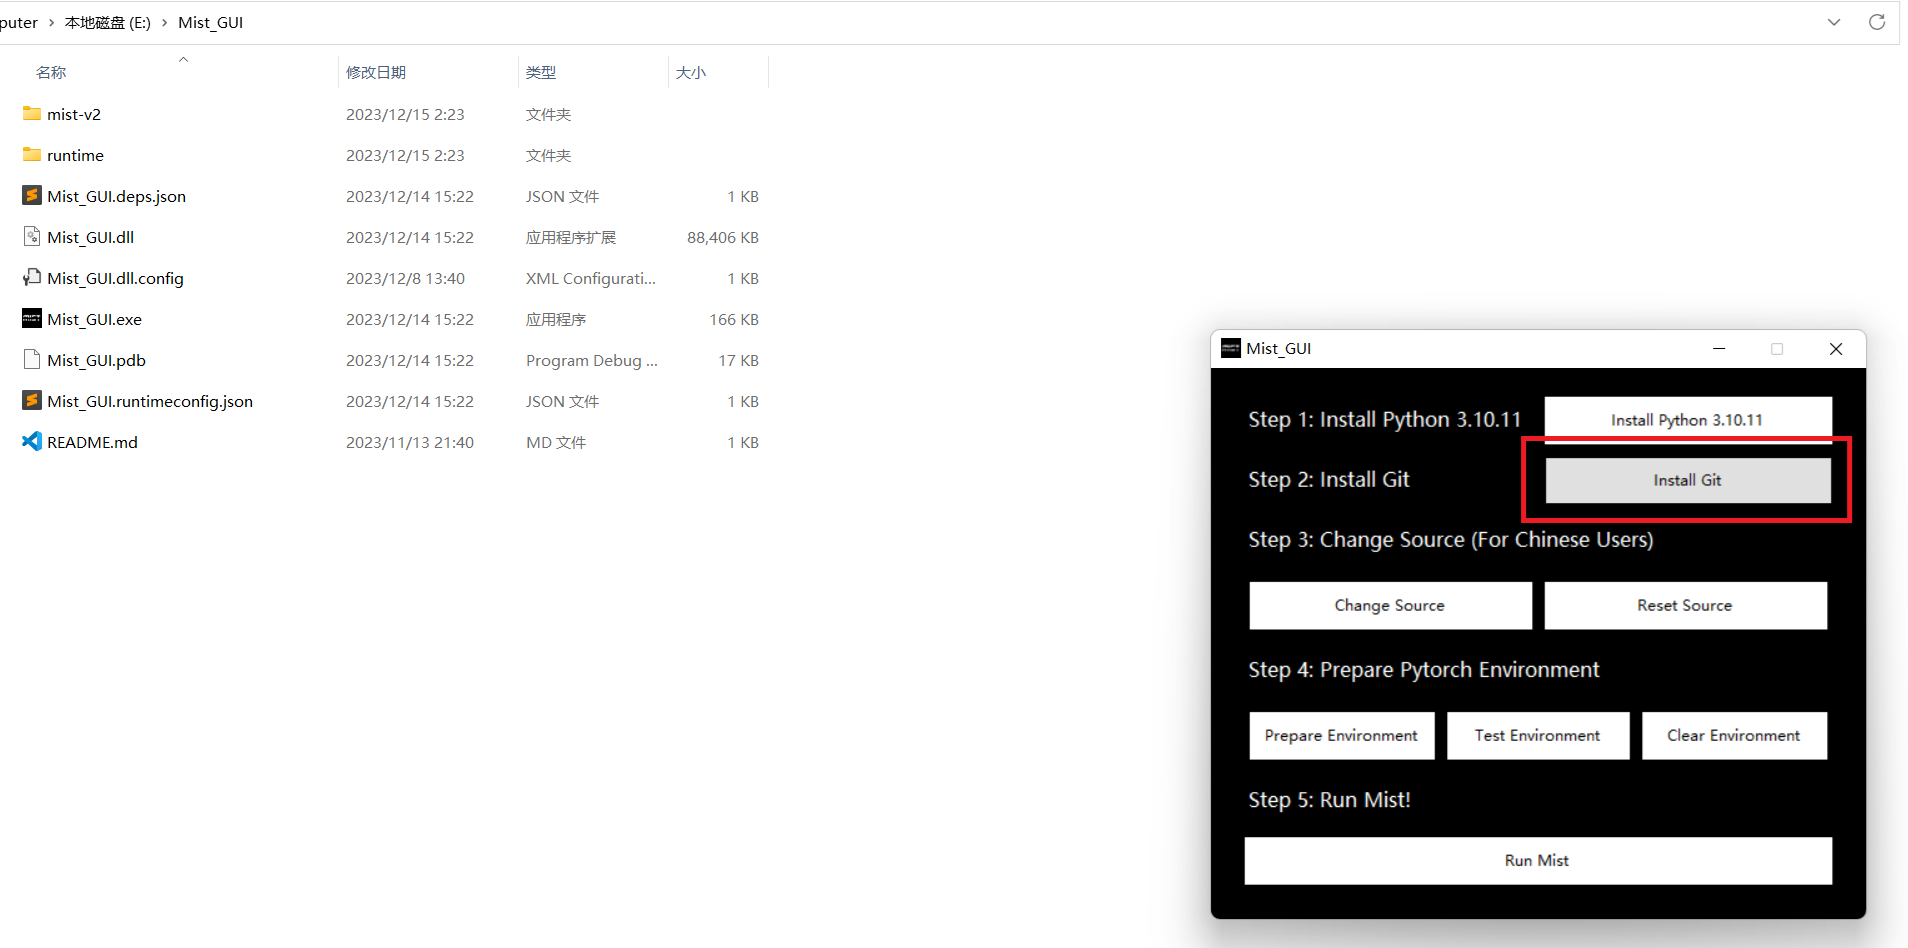 puter > 本地磁盘 (E:) > Mist_GUI
名称 修改日期 类型 大小
mist-v2 2023/12/15 2:23 文件夹
runtime 2023/12/15 2:23 文件夹
Mist_GUI.deps.json 2023/12/14 15:22 JSON 文件 1 KB
Mist_GUI.dll 2023/12/14 15:22 应用程序扩展 88,406 KB
Mist_GUI.dll.config 2023/12/8 13:40 XML Configurati... 1 KB
Mist_GUI.exe 2023/12/14 15:22 应用程序 166 KB
Mist_GUI.pdb 2023/12/14 15:22 Program Debug ... 17 KB
Mist_GUI.runtimeconfig.json 2023/12/14 15:22 JSON 文件 1 KB
README.md 2023/11/13 21:40 MD 文件 1 KB
Mist_GUI
Step 1: Install Python 3.10.11 Install Python 3.10.11
Step 2: Install Git Install Git
Step 3: Change Source (For Chinese Users)
Change Source Reset Source
Step 4: Prepare Pytorch Environment
Prepare Environment Test Environment Clear Environment
Step 5: Run Mist!
Run Mist